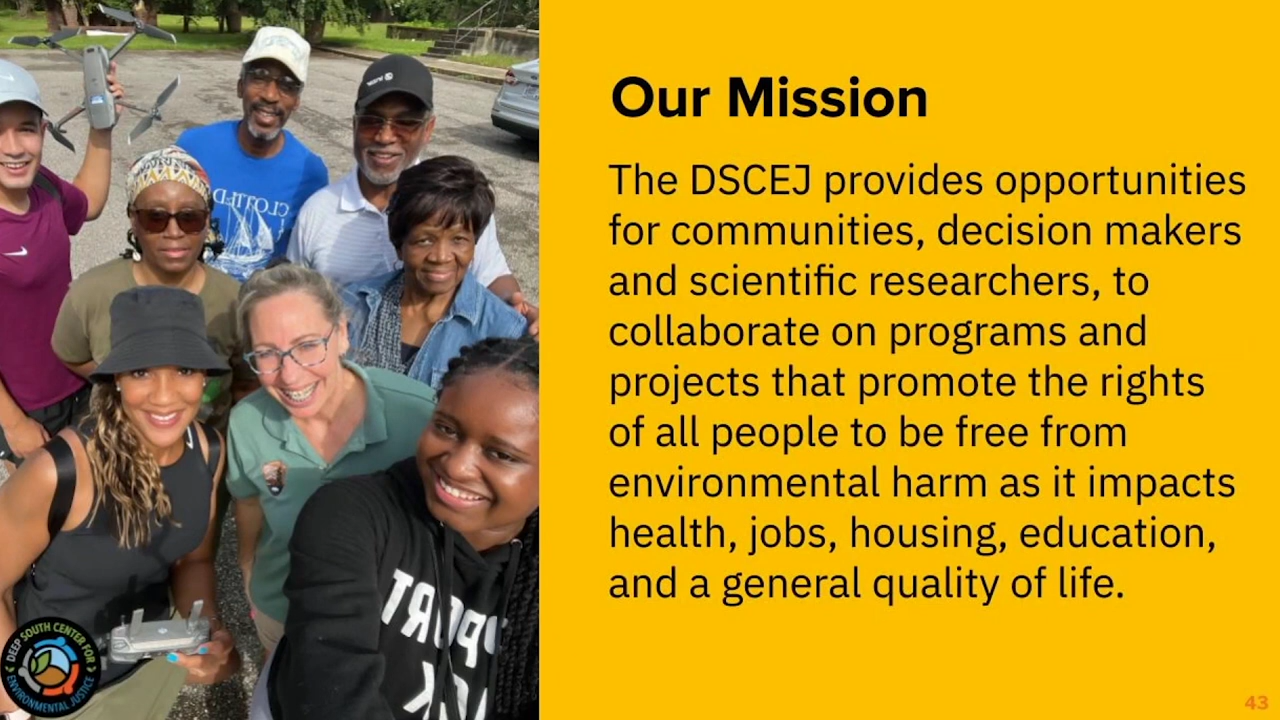 Our Mission
The DSCEJ provides opportunities
for communities, decision makers
and scientific researchers, to
collaborate on programs and
projects that promote the rights
of all people to be free from
environmental harm as it impacts
health, jobs, housing, education,
and a general quality of life.
DEEP SOUTH CENTER FOR
ENVIRONMENTAL JUSTICE
43